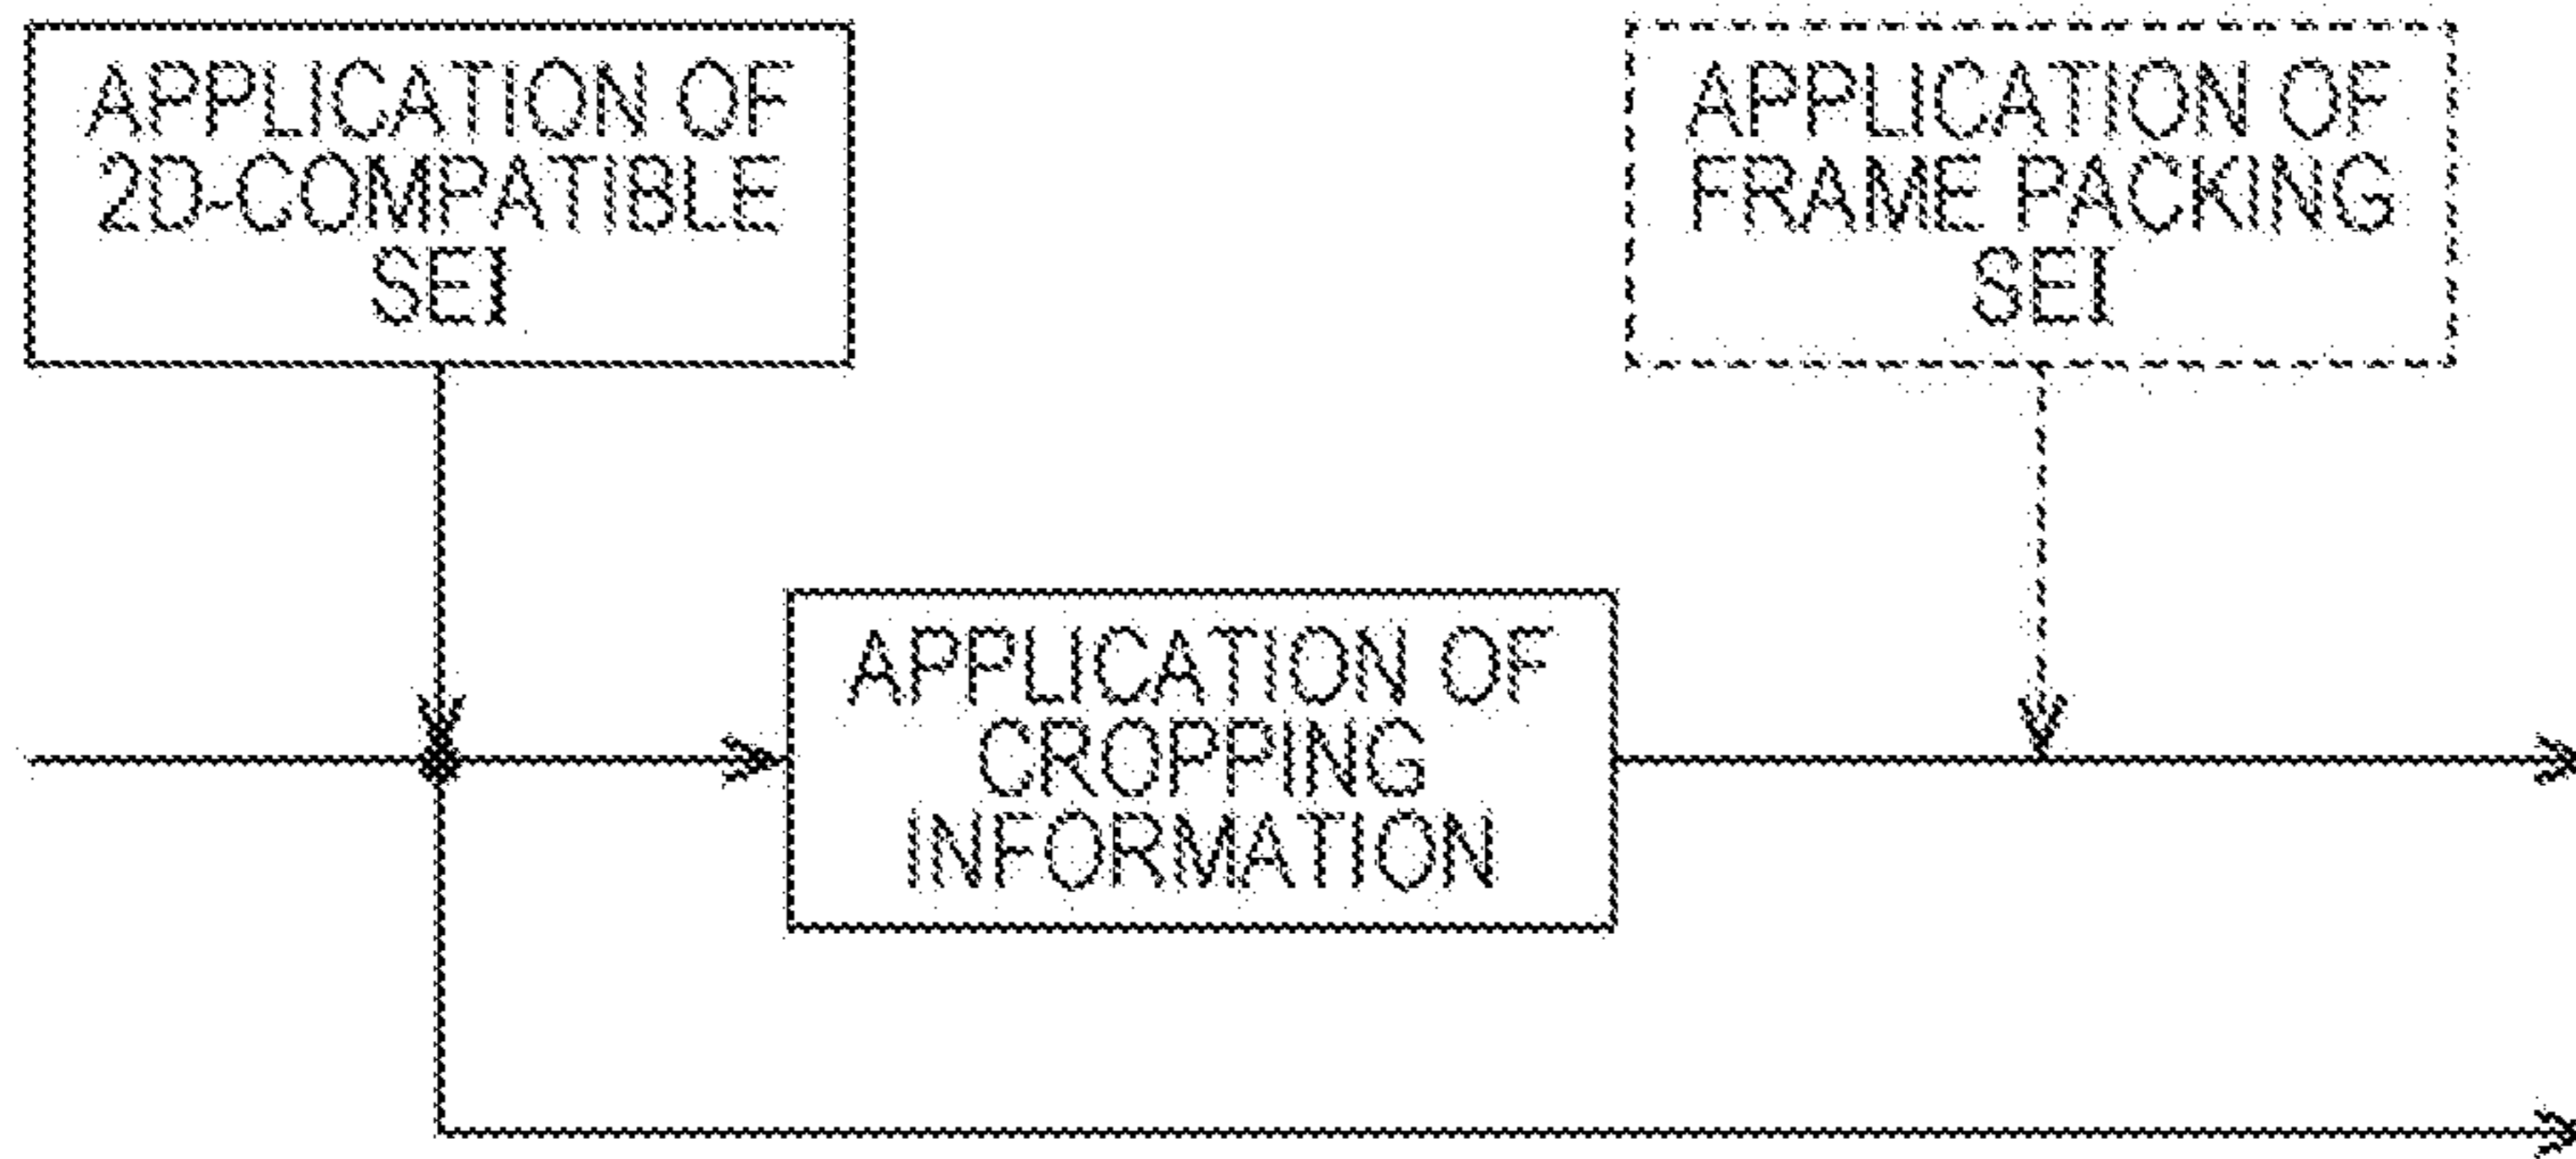 APPLICATION OF
2D-COMPATIBLE
SEI
APPLICATION OF
FRAME PACKING
SEI
APPLICATION OF
CROPPING
INFORMATION